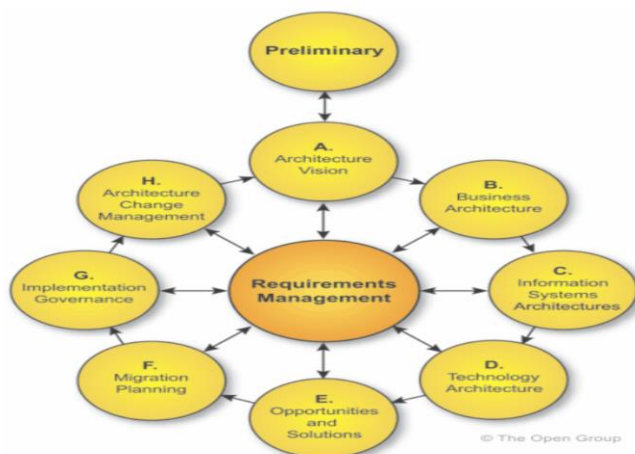 Preliminary
A.
Architecture
Vision
B.
Business
Architecture
C.
Information
Systems
Architectures
D.
Technology
Architecture
E.
Opportunities
and
Solutions
F.
Migration
Planning
G.
Implementation
Governance
H.
Architecture
Change
Management
Requirements
Management
© The Open Group